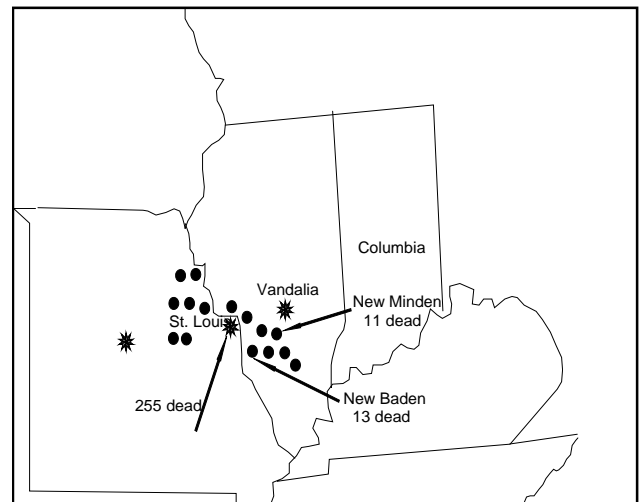 Columbia
Vandalia
New Minden
11 dead
St. Louis
255 dead
New Baden
13 dead